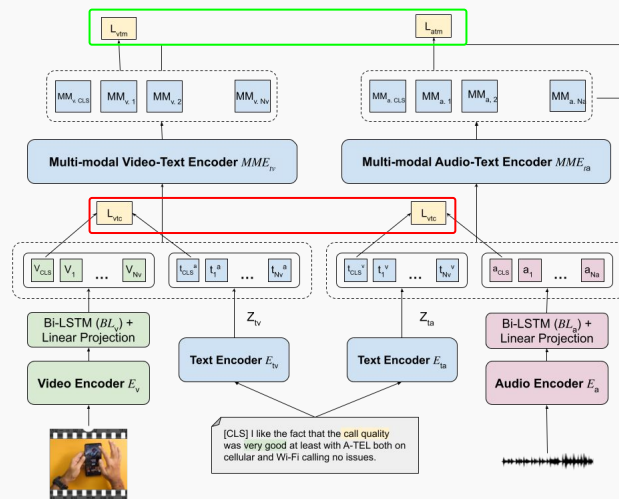 L_vtm
L_atm
MM_v, CLS MM_v, 1 MM_v, 2 MM_v, Nv
MM_a, CLS MM_a, 1 MM_a, 2 MM_a, Na
Multi-modal Video-Text Encoder MME_tv
Multi-modal Audio-Text Encoder MME_ta
L_vtc
L_vtc
V_CLS V_1 ... V_Nv
t_CLS^a t_1^a ... t_Nv^a
t_CLS^v t_1^v ... t_Nv^v
a_CLS a_1 ... a_Na
Bi-LSTM (BL_v) +
Linear Projection
Z_tv
Z_ta
Bi-LSTM (BL_a) +
Linear Projection
Video Encoder E_v
Text Encoder E_tv
Text Encoder E_ta
Audio Encoder E_a
[CLS] I like the fact that the call quality
was very good at least with A-TEL both on
cellular and Wi-Fi calling no issues.